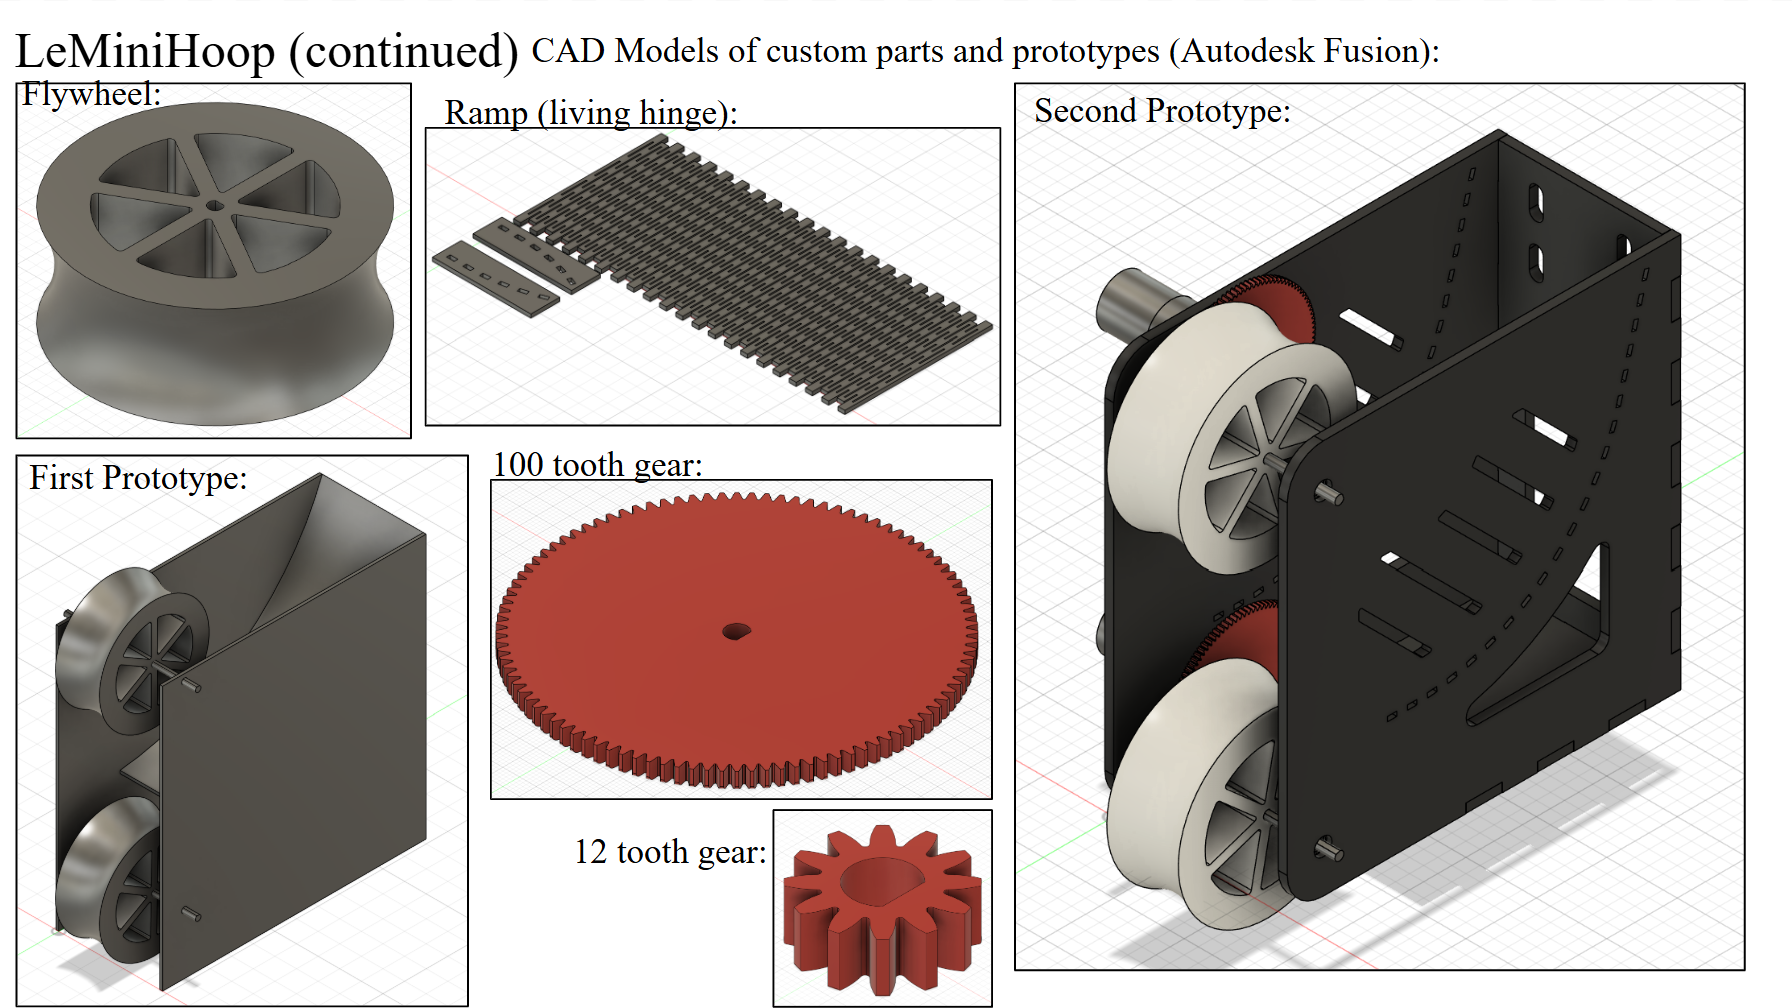 LeMiniHoop (continued) CAD Models of custom parts and prototypes (Autodesk Fusion):
Flywheel:
Ramp (living hinge):
Second Prototype:
First Prototype:
100 tooth gear:
12 tooth gear: